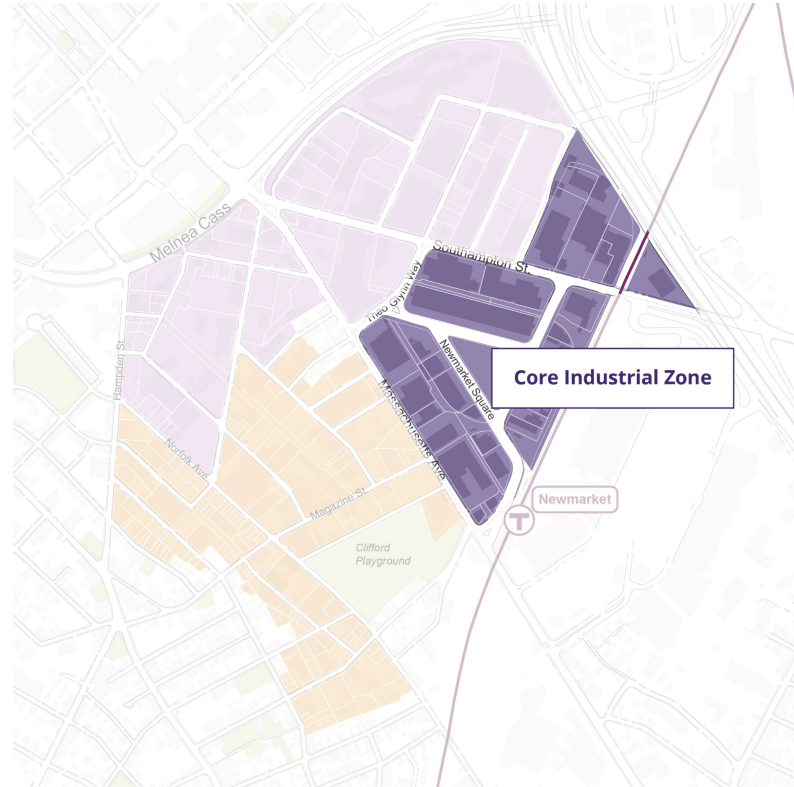 Melnea Cass
Southampton St.
Theo Glynn Way
Hampden St.
Newmarket Square
Core Industrial Zone
Massachusetts Ave
Norfolk Ave
Magazine St.
Newmarket
T
Clifford
Playground